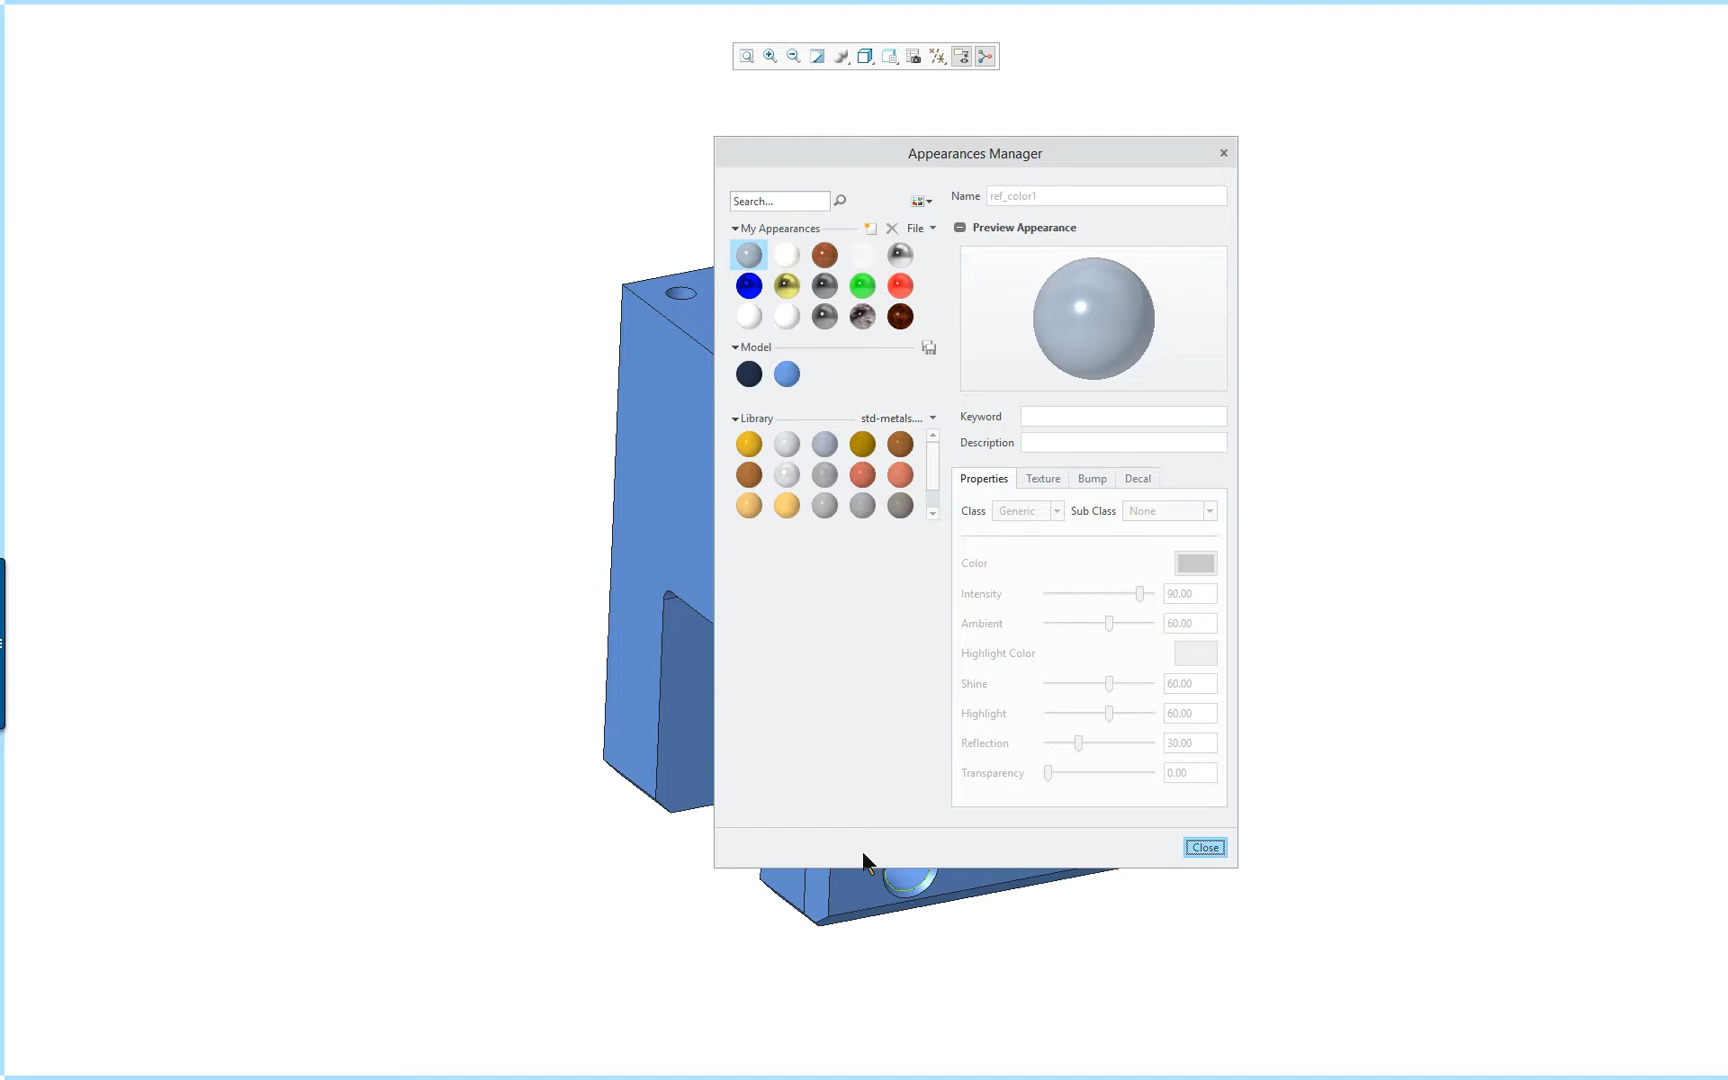 Appearances Manager
Search...
My Appearances
File
Model
Library
std-metals....
Name
ref_color1
Preview Appearance
Keyword
Description
Properties
Texture
Bump
Decal
Class
Generic
Sub Class
None
Color
Intensity
90.00
Ambient
60.00
Highlight Color
Shine
60.00
Highlight
60.00
Reflection
30.00
Transparency
0.00
Close